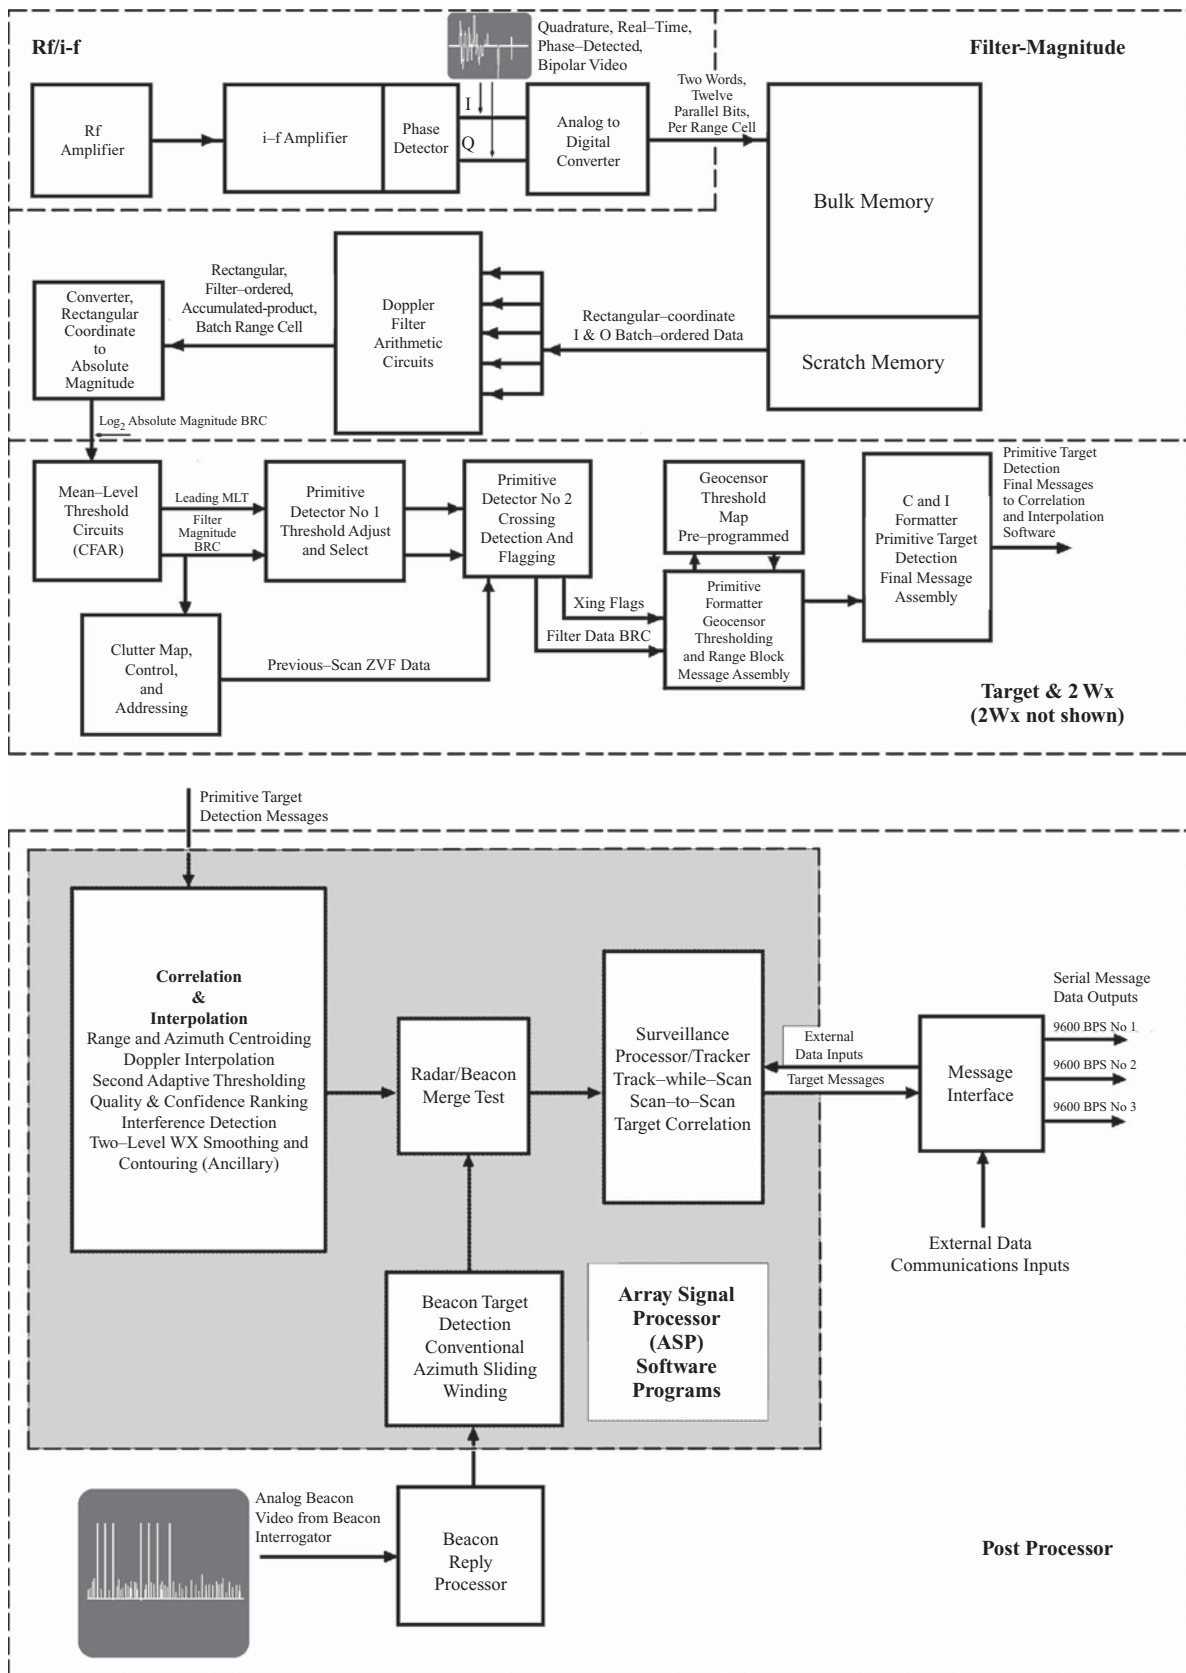 Rf/i-f
Quadrature, Real–Time,
Phase–Detected,
Bipolar Video
Filter-Magnitude
Rf
Amplifier
i–f Amplifier
Phase
Detector
I
Q
Analog to
Digital
Converter
Two Words,
Twelve
Parallel Bits,
Per Range Cell
Bulk Memory
Scratch Memory
Rectangular–coordinate
I & O Batch–ordered Data
Doppler
Filter
Arithmetic
Circuits
Rectangular,
Filter–ordered,
Accumulated-product,
Batch Range Cell
Converter,
Rectangular
Coordinate
to
Absolute
Magnitude
Log2 Absolute Magnitude BRC
Mean–Level
Threshold
Circuits
(CFAR)
Leading MLT
Filter
Magnitude
BRC
Primitive
Detector No 1
Threshold Adjust
and Select
Primitive
Detector No 2
Crossing
Detection And
Flagging
Geocensor
Threshold
Map
Pre–programmed
C and I
Formatter
Primitive Target
Detection
Final Message
Assembly
Primitive Target
Detection
Final Messages
to Correlation
and Interpolation
Software
Clutter Map,
Control,
and
Addressing
Previous–Scan ZVF Data
Xing Flags
Filter Data BRC
Primitive
Formatter
Geocensor
Thresholding
and Range Block
Message Assembly
Target & 2 Wx
(2Wx not shown)
Primitive Target
Detection Messages
Correlation
&
Interpolation
Range and Azimuth Centroiding
Doppler Interpolation
Second Adaptive Thresholding
Quality & Confidence Ranking
Interference Detection
Two–Level WX Smoothing and
Contouring (Ancillary)
Radar/Beacon
Merge Test
Surveillance
Processor/Tracker
Track–while–Scan
Scan–to–Scan
Target Correlation
External
Data Inputs
Target Messages
Message
Interface
Serial Message
Data Outputs
9600 BPS No 1
9600 BPS No 2
9600 BPS No 3
External Data
Communications Inputs
Beacon Target
Detection
Conventional
Azimuth Sliding
Winding
Array Signal
Processor
(ASP)
Software
Programs
Analog Beacon
Video from Beacon
Interrogator
Beacon
Reply
Processor
Post Processor